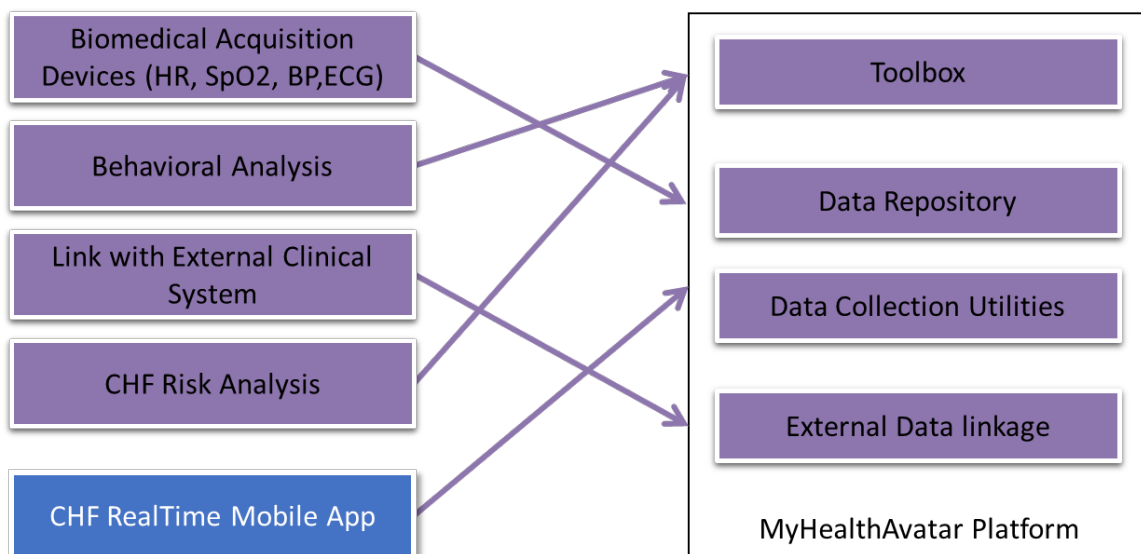 Biomedical Acquisition
Devices (HR, SpO2, BP,ECG)
Behavioral Analysis
Link with External Clinical
System
CHF Risk Analysis
CHF RealTime Mobile App
Toolbox
Data Repository
Data Collection Utilities
External Data linkage
MyHealthAvatar Platform